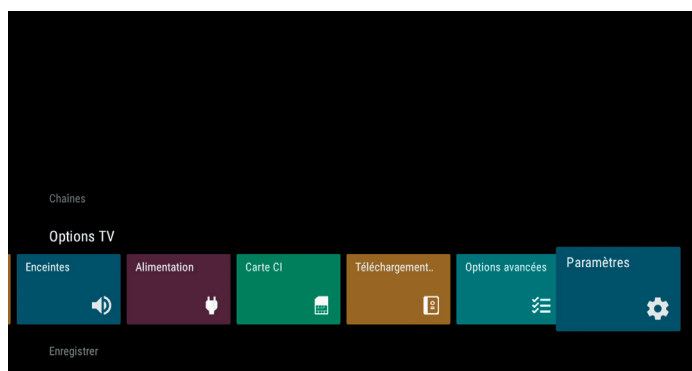 Chaînes
Options TV
Enceintes
Alimentation
Carte CI
Téléchargement..
Options avancées
Paramètres
Enregistrer